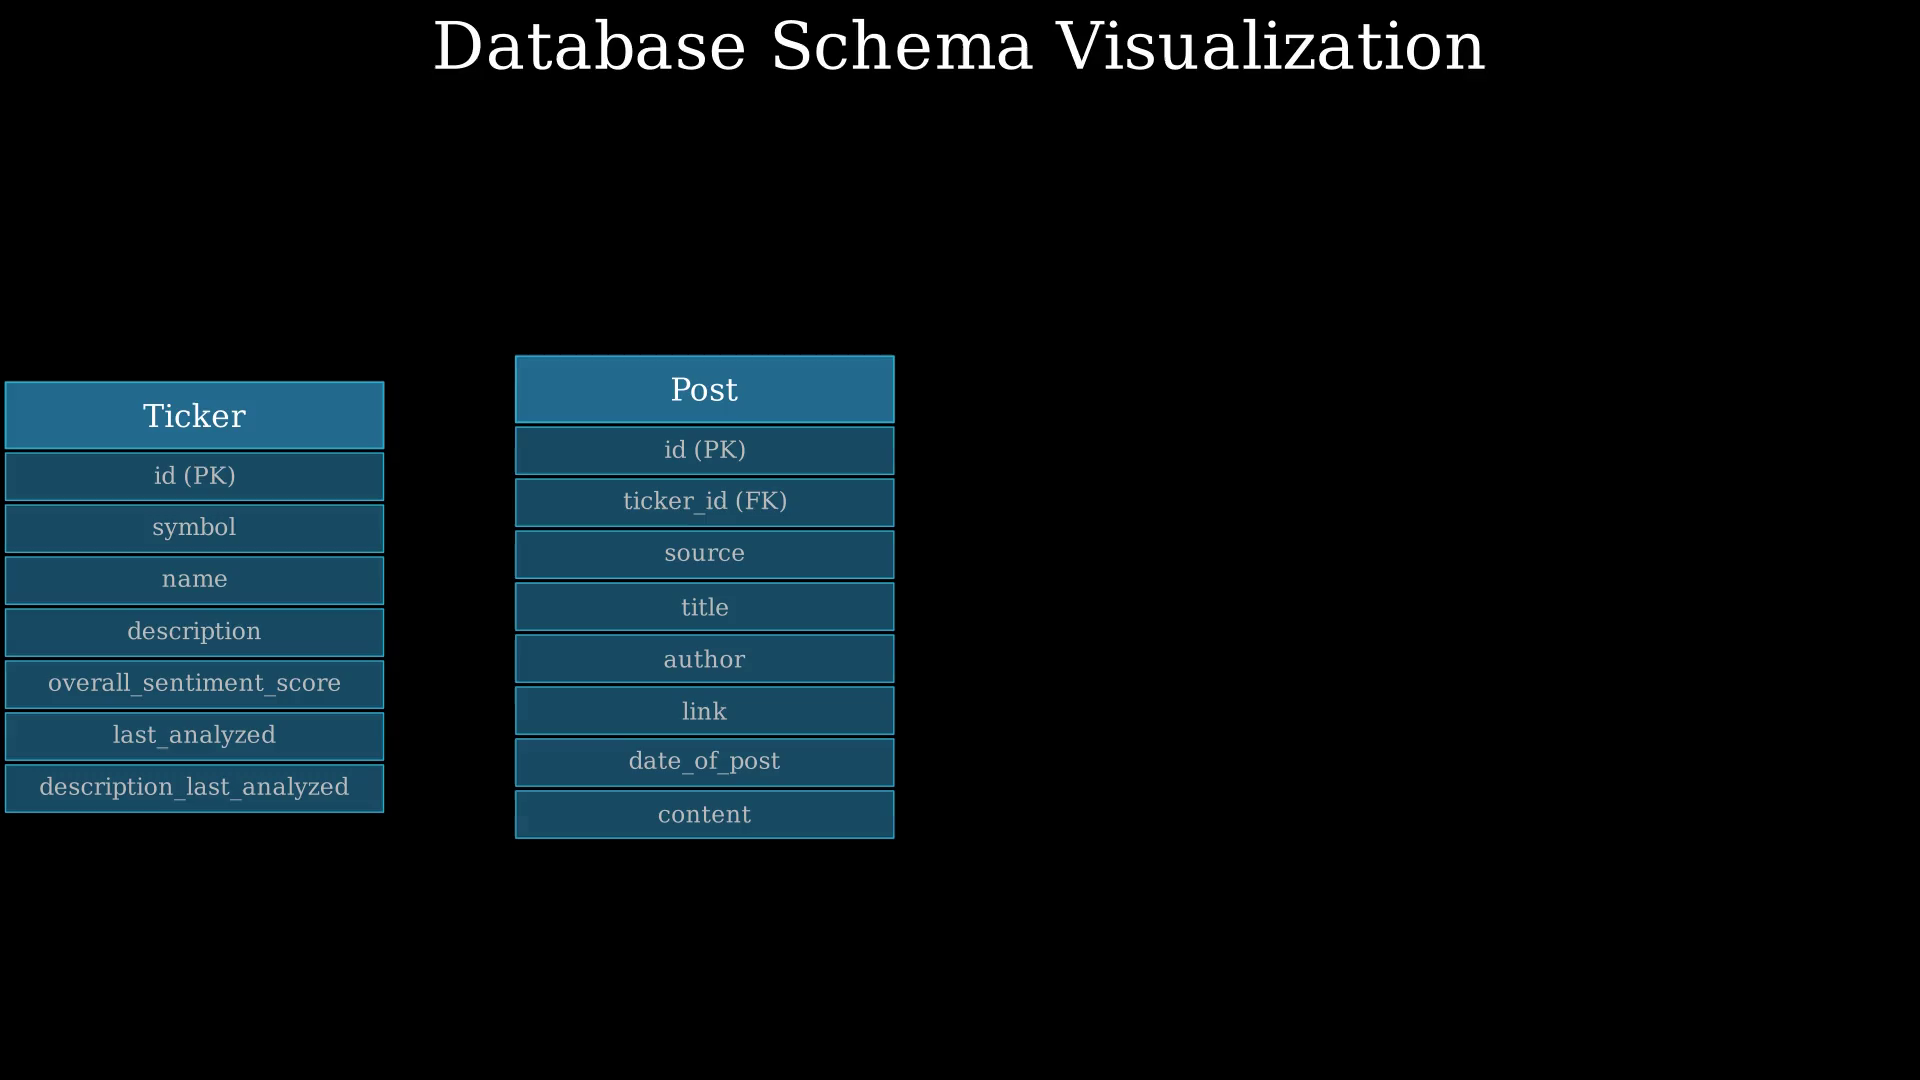 Database Schema Visualization
Ticker
id (PK)
symbol
name
description
overall_sentiment_score
last_analyzed
description_last_analyzed
Post
id (PK)
ticker_id (FK)
source
title
author
link
date_of_post
content